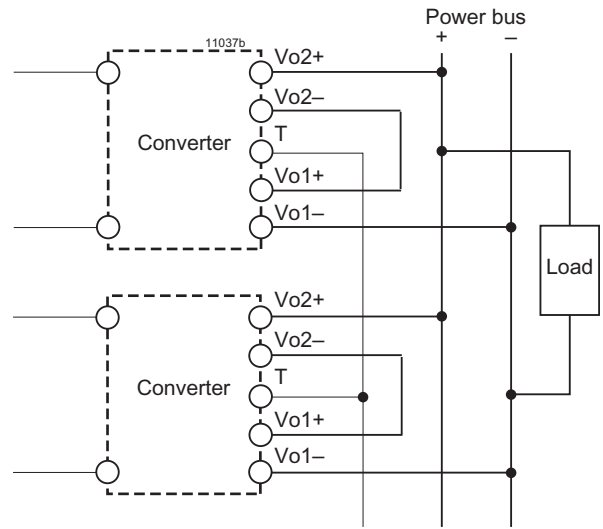 Power bus
+ –
11037b
Vo2+
Vo2–
T
Converter
Vo1+
Vo1–
Load
Vo2+
Vo2–
T
Converter
Vo1+
Vo1–